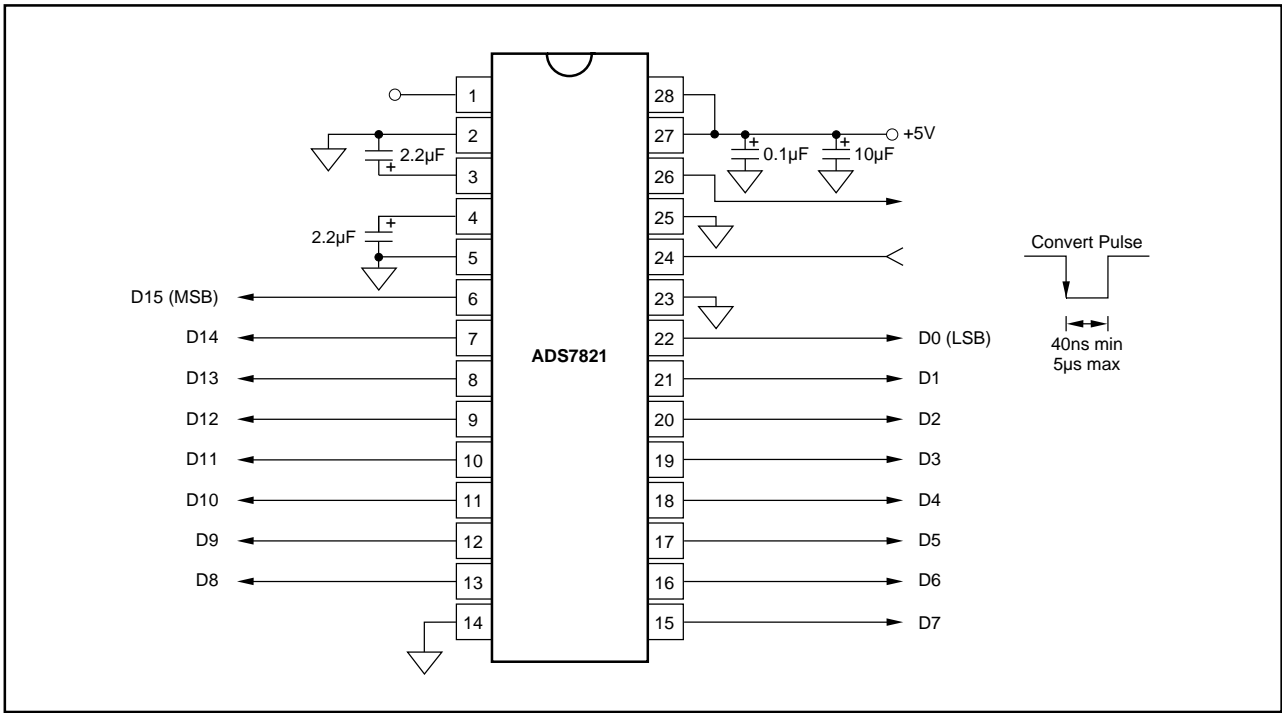 1
28
2
27
+5V
+
+
2.2µF
0.1µF
10µF
+
3
26
4
25
+
2.2µF
5
24
Convert Pulse
D15 (MSB)
6
23
D14
7
22
D0 (LSB)
40ns min
5µs max
ADS7821
D13
8
21
D1
D12
9
20
D2
D11
10
19
D3
D10
11
18
D4
D9
12
17
D5
D8
13
16
D6
14
15
D7